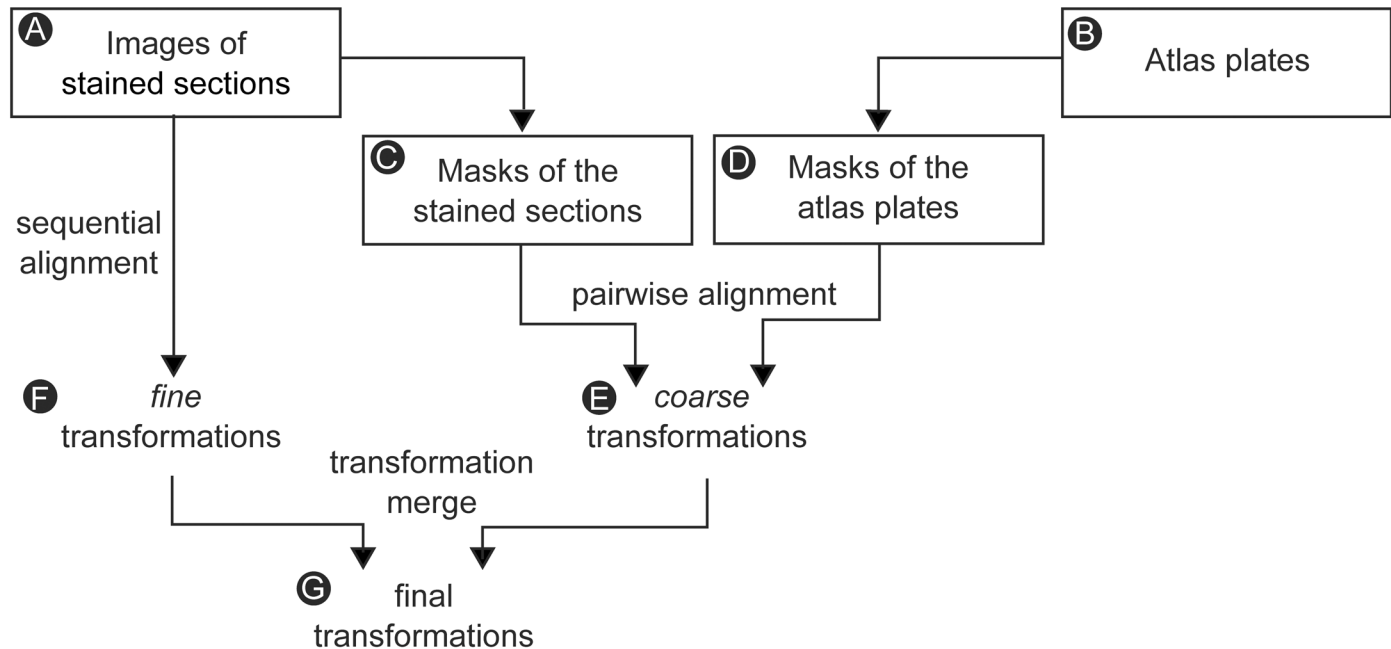 A
Images of
stained sections
B
Atlas plates
C
Masks of the
stained sections
D
Masks of the
atlas plates
sequential
alignment
pairwise alignment
F
fine
transformations
E
coarse
transformations
transformation
merge
G
final
transformations